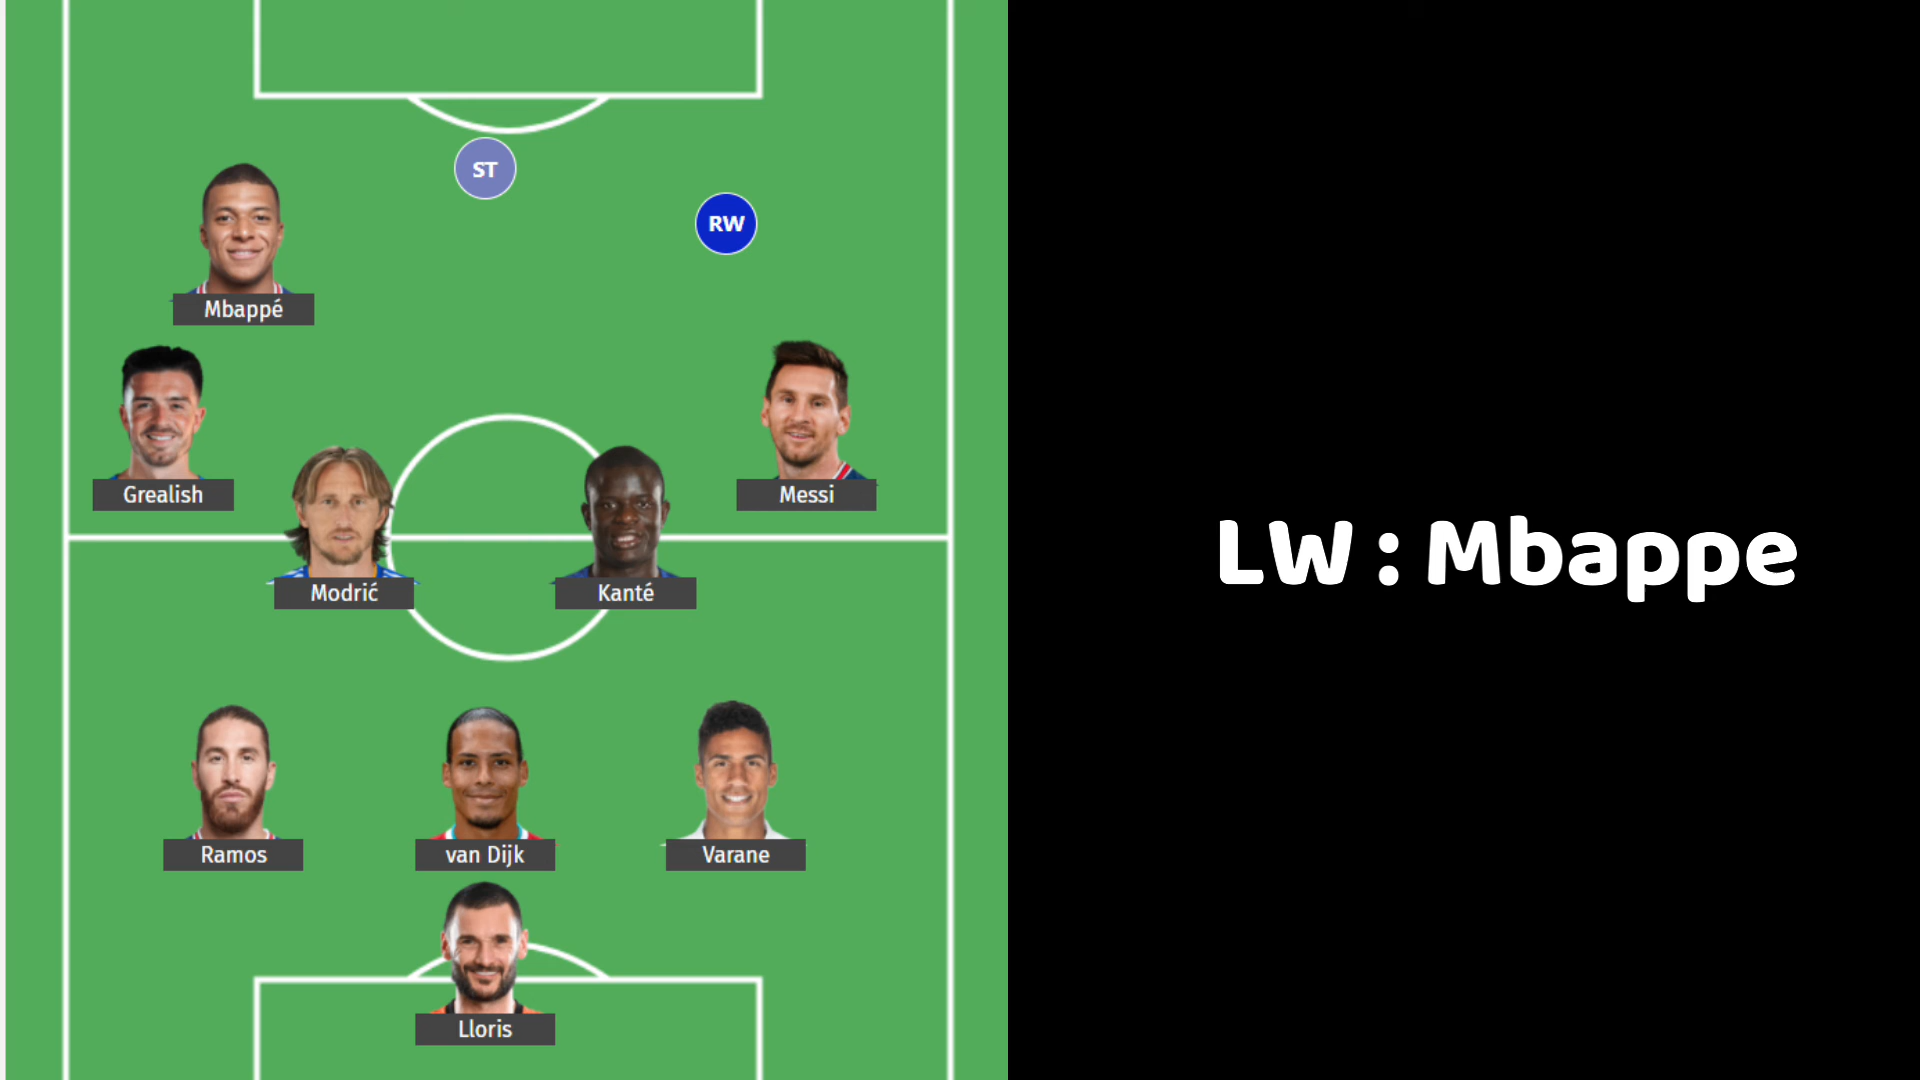 ST
RW
Mbappé
Grealish
Messi
Modrić
Kanté
Ramos
van Dijk
Varane
Lloris
LW : Mbappe